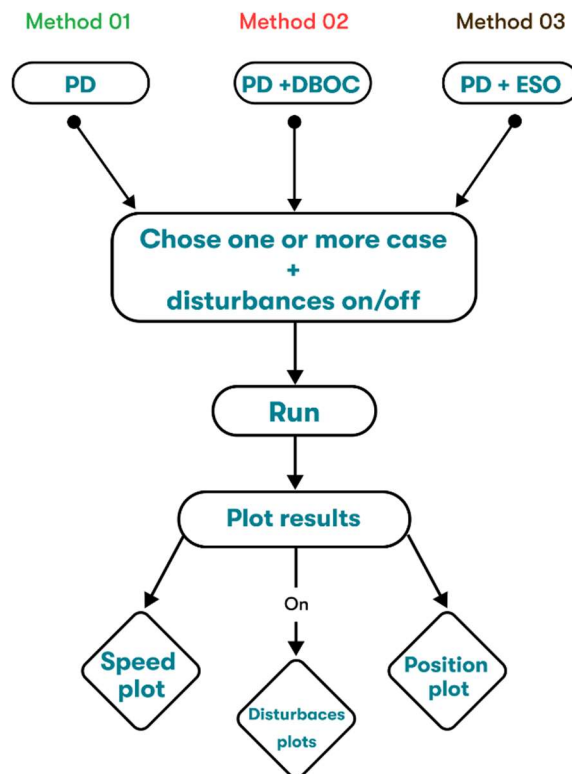 Method 01
Method 02
Method 03
PD
PD +DBOC
PD + ESO
Chose one or more case
+
disturbances on/off
Run
Plot results
On
Speed
plot
Position
plot
Disturbaces
plots